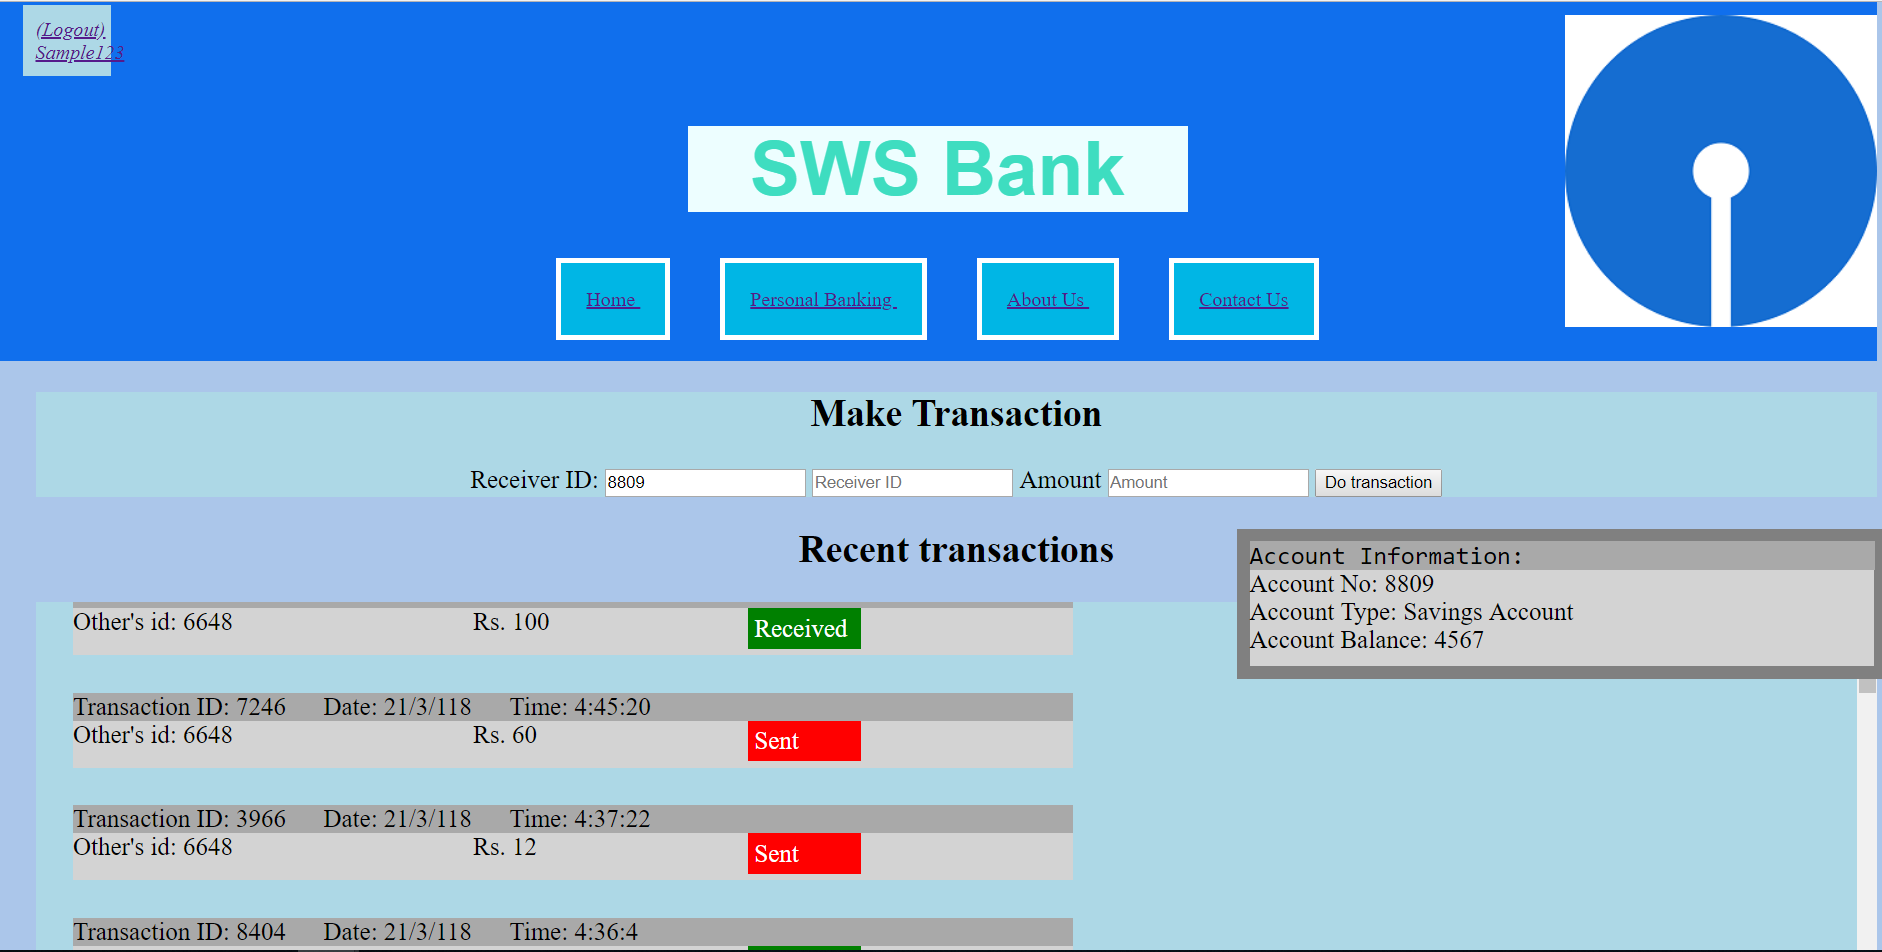 (Logout)
Sample123
SWS Bank
Home
Personal Banking
About Us
Contact Us
Make Transaction
Receiver ID: 8809 Receiver ID Amount Amount Do transaction
Recent transactions
Account Information:
Account No: 8809
Account Type: Savings Account
Account Balance: 4567
Other's id: 6648 Rs. 100 Received
Transaction ID: 7246 Date: 21/3/118 Time: 4:45:20
Other's id: 6648 Rs. 60 Sent
Transaction ID: 3966 Date: 21/3/118 Time: 4:37:22
Other's id: 6648 Rs. 12 Sent
Transaction ID: 8404 Date: 21/3/118 Time: 4:36:4